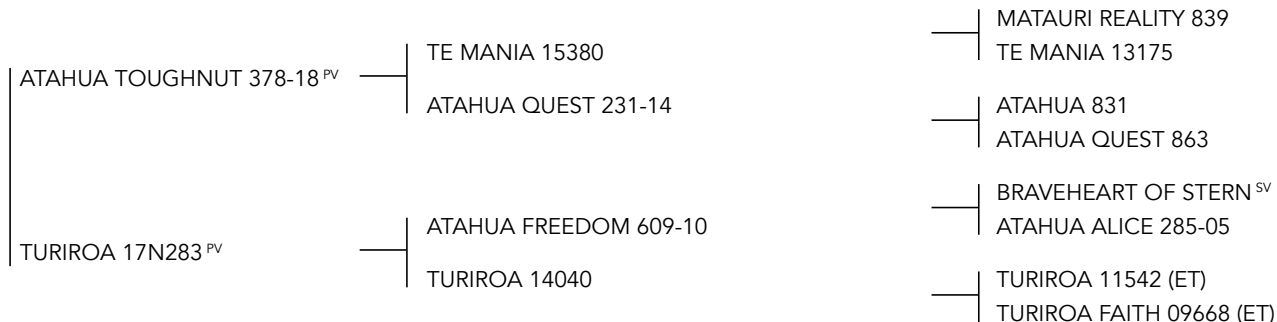 MATAURI REALITY 839
TE MANIA 15380
TE MANIA 13175
ATAHUA TOUGHNUT 378-18 PV
ATAHUA QUEST 231-14
ATAHUA 831
ATAHUA QUEST 863
BRAVEHEART OF STERN SV
ATAHUA FREEDOM 609-10
ATAHUA ALICE 285-05
TURIROA 17N283 PV
TURIROA 14040
TURIROA 11542 (ET)
TURIROA FAITH 09668 (ET)